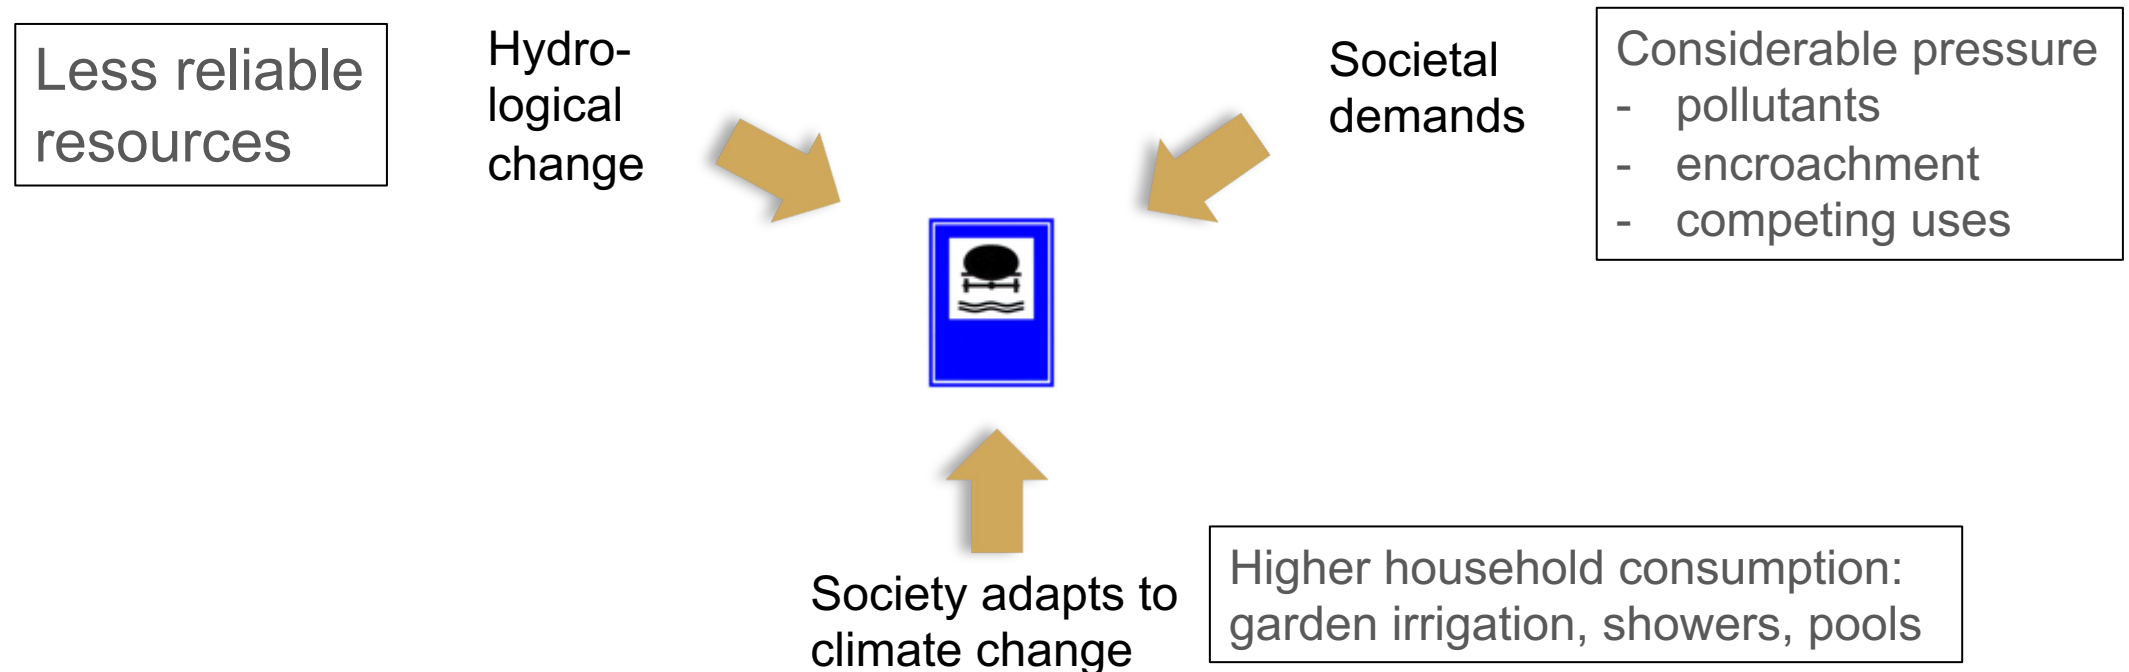 Less reliable
resources
Hydro-
logical
change
Societal
demands
Considerable pressure
- pollutants
- encroachment
- competing uses
Society adapts to
climate change
Higher household consumption:
garden irrigation, showers, pools